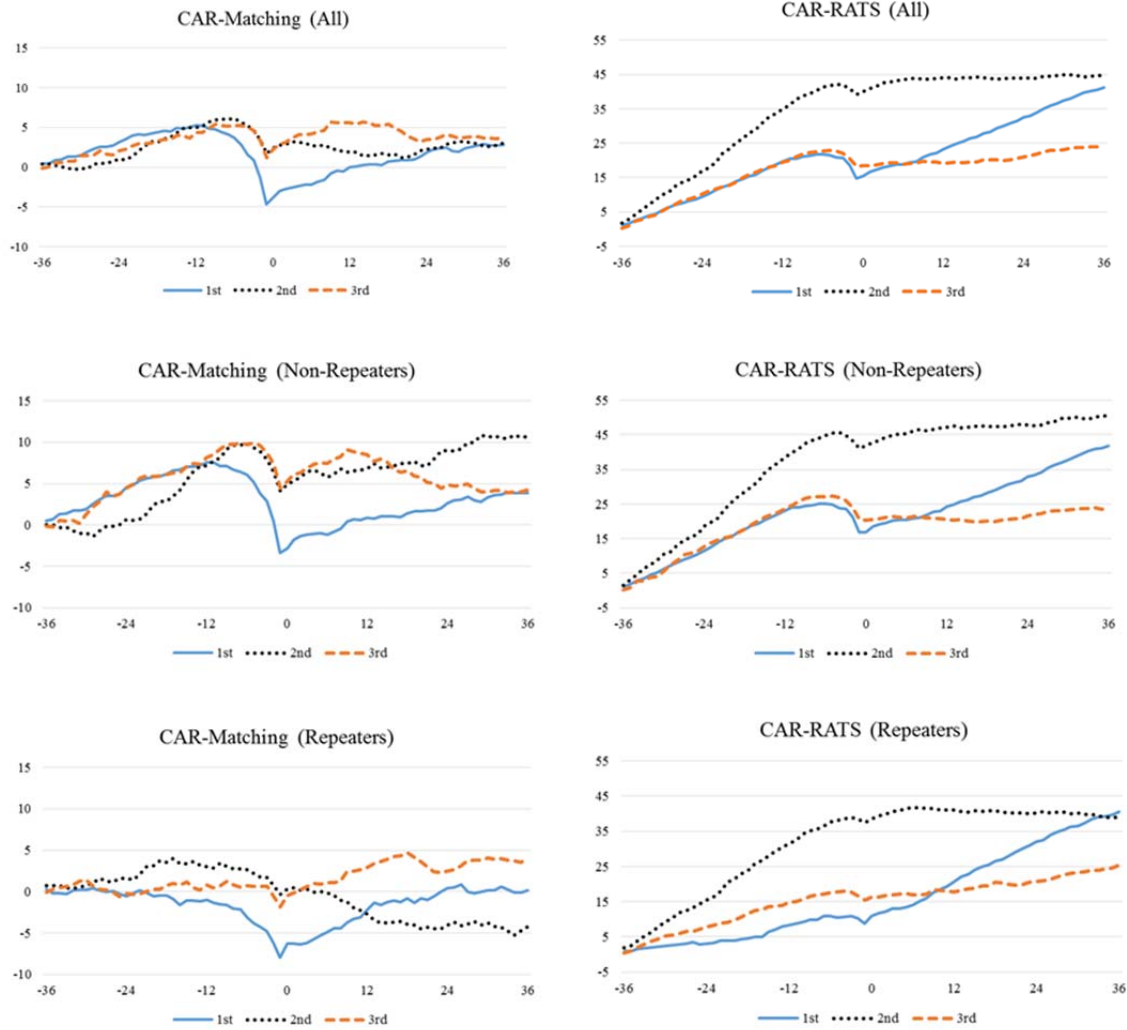 CAR-Matching (All)
15
10
5
0
-5
-10
-36 -24 -12 0 12 24 36
1st 2nd 3rd
CAR-RATS (All)
55
45
35
25
15
5
-5
-36 -24 -12 0 12 24 36
1st 2nd 3rd
CAR-Matching (Non-Repeaters)
15
10
5
0
-5
-10
-36 -24 -12 0 12 24 36
1st 2nd 3rd
CAR-RATS (Non-Repeaters)
55
45
35
25
15
5
-5
-36 -24 -12 0 12 24 36
1st 2nd 3rd
CAR-Matching (Repeaters)
15
10
5
0
-5
-10
-36 -24 -12 0 12 24 36
1st 2nd 3rd
CAR-RATS (Repeaters)
55
45
35
25
15
5
-5
-36 -24 -12 0 12 24 36
1st 2nd 3rd